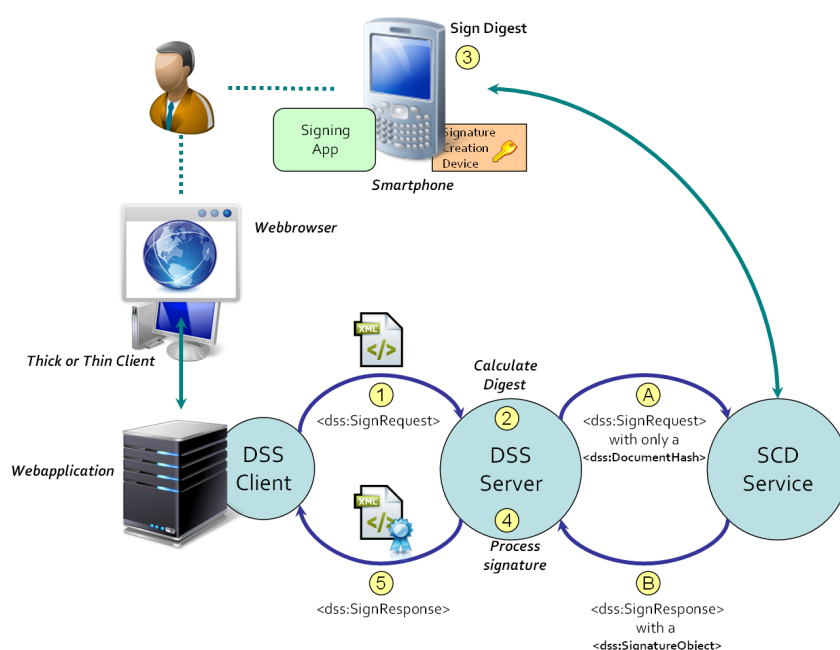 Sign Digest
3
Signing
App
Signature
Creation
Device
Smartphone
Webbrowser
Thick or Thin Client
XML
</>
1
<dss:SignRequest>
Calculate
Digest
2
A
<dss:SignRequest>
with only a
<dss:DocumentHash>
Webapplication
DSS
Client
DSS
Server
SCD
Service
XML
</>
4
Process
signature
5
<dss:SignResponse>
B
<dss:SignResponse>
with a
<dss:SignatureObject>